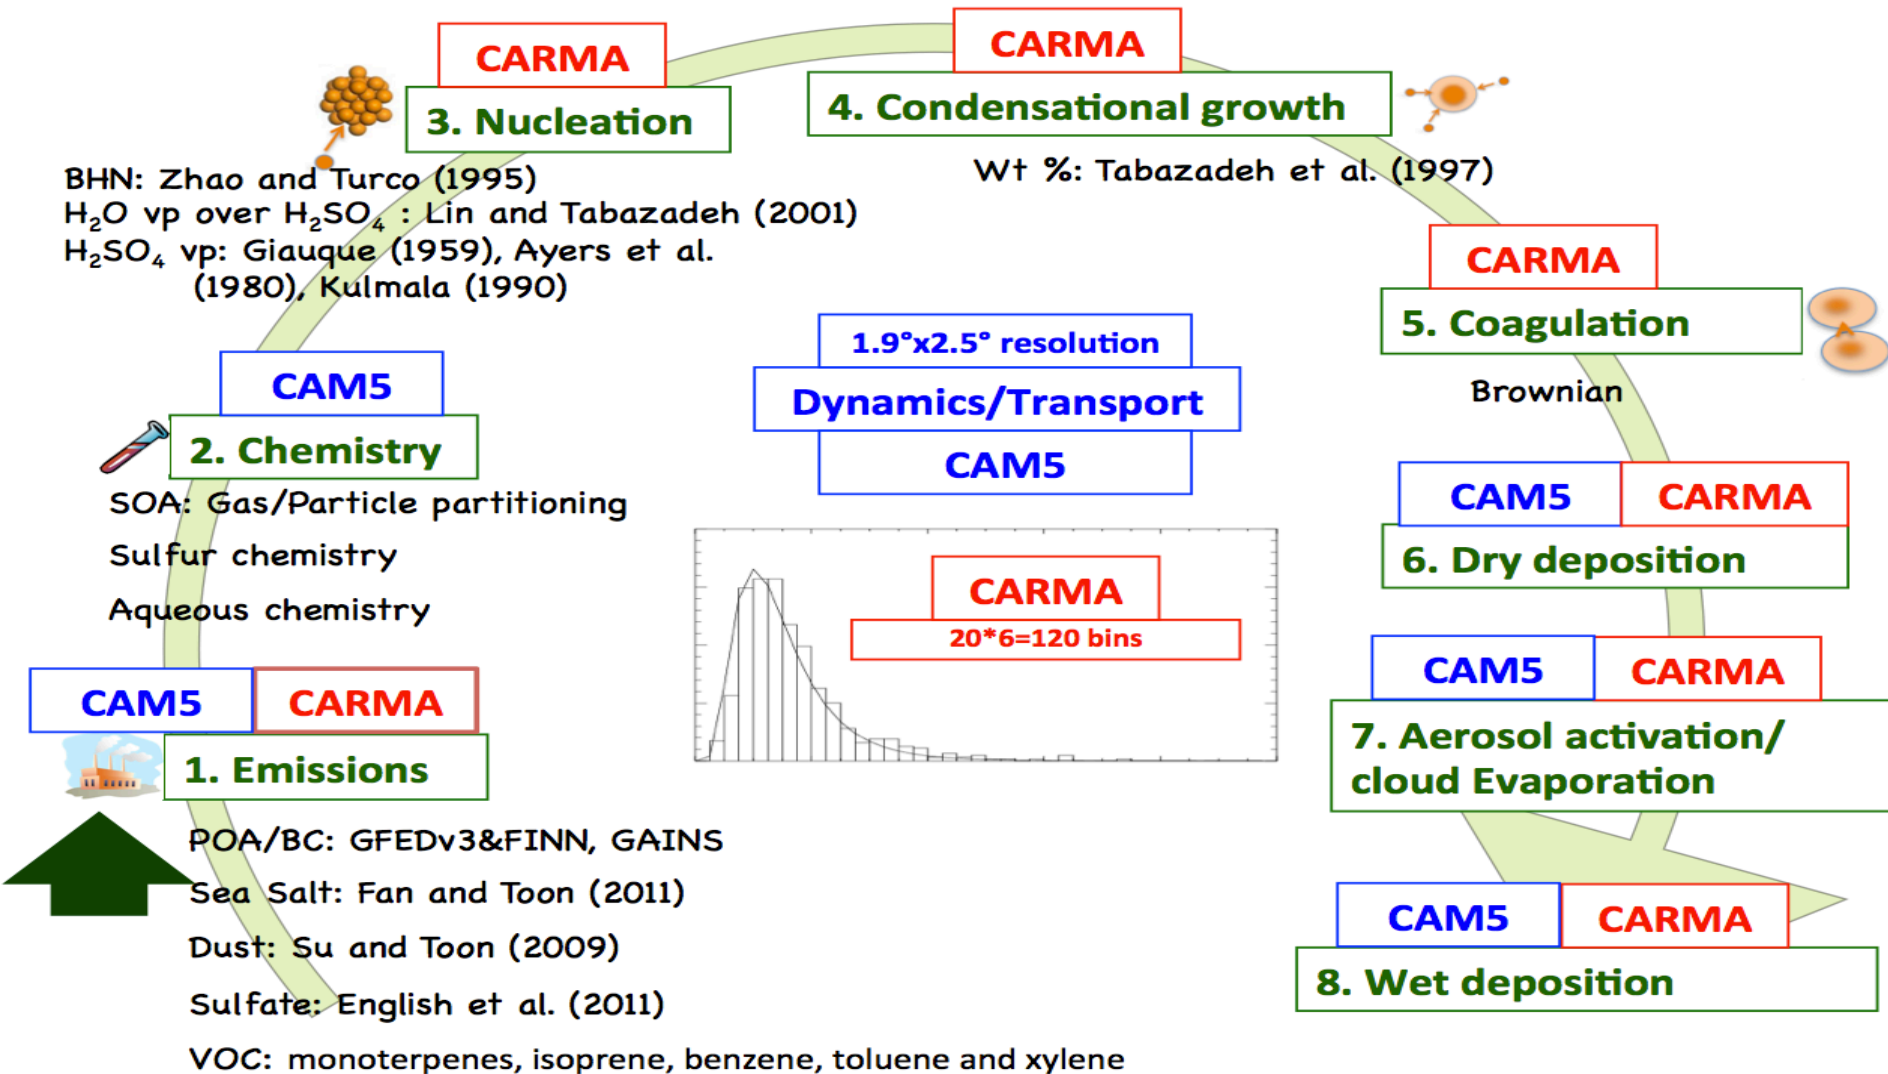 CARMA
3. Nucleation
BHN: Zhao and Turco (1995)
H₂O vp over H₂SO₄ : Lin and Tabazadeh (2001)
H₂SO₄ vp: Giauque (1959), Ayers et al.
(1980), Kulmala (1990)
CARMA
4. Condensational growth
Wt %: Tabazadeh et al. (1997)
CARMA
5. Coagulation
Brownian
CAM5
2. Chemistry
SOA: Gas/Particle partitioning
Sulfur chemistry
Aqueous chemistry
1.9°x2.5° resolution
Dynamics/Transport
CAM5
CARMA
20*6=120 bins
CAM5 CARMA
6. Dry deposition
CAM5 CARMA
7. Aerosol activation/
cloud Evaporation
CAM5 CARMA
8. Wet deposition
CAM5 CARMA
1. Emissions
POA/BC: GFEDv3&FINN, GAINS
Sea Salt: Fan and Toon (2011)
Dust: Su and Toon (2009)
Sulfate: English et al. (2011)
VOC: monoterpenes, isoprene, benzene, toluene and xylene